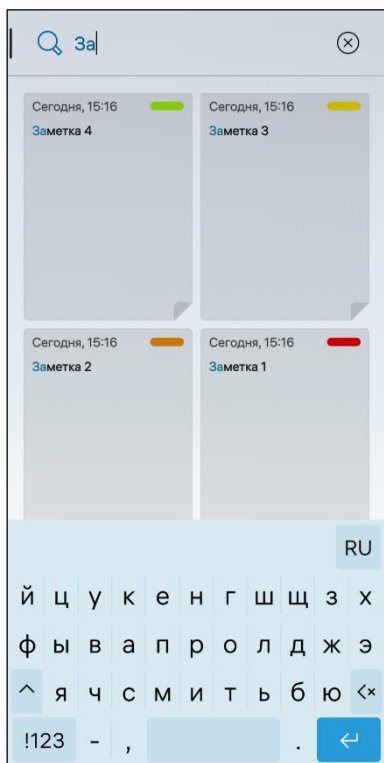 За
Сегодня, 15:16
Заметка 4
Сегодня, 15:16
Заметка 3
Сегодня, 15:16
Заметка 2
Сегодня, 15:16
Заметка 1
RU
й ц у к е н г ш щ з х
ф ы в а п р о л д ж э
я ч с м и т ь б ю
!123 - , .